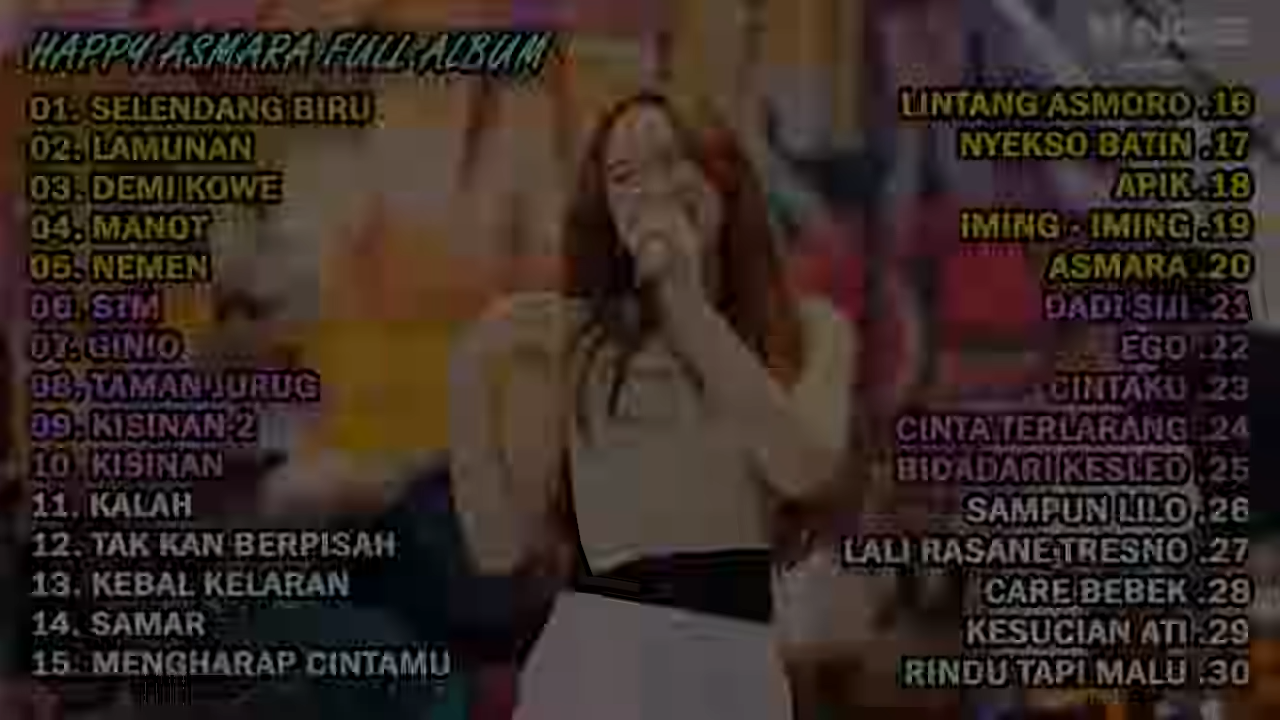 HAPPY ASMARA FULL ALBUM
01. SELENDANG BIRU
02. LAMUNAN
03. DEMI KOWE
04. MANOT
05. NEMEN
06. STM
07. GINIO
08. TAMAN JURUG
09. KISINAN 2
10. KISINAN
11. KALAH
12. TAK KAN BERPISAH
13. KEBAL KELARAN
14. SAMAR
15. MENGHARAP CINTAMU
LINTANG ASMORO .16
NYEKSO BATIN .17
APIK .18
IMING - IMING .19
ASMARA .20
DADI SIJI .21
EGO .22
CINTAKU .23
CINTA TERLARANG .24
BIDADARI KESLEO .25
SAMPUN LILO .26
LALI RASANE TRESNO .27
CARE BEBEK .28
KESUCIAN ATI .29
RINDU TAPI MALU .30